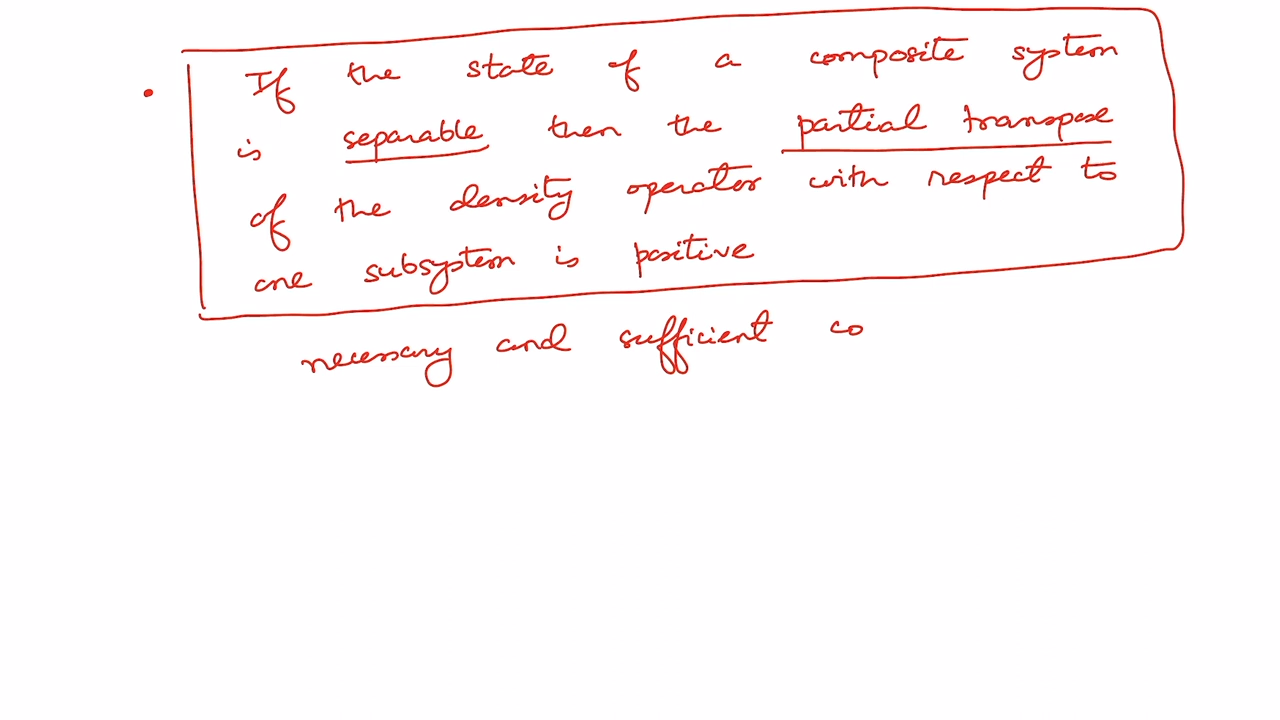 If the state of a composite system
is separable then the partial transpose
of the density operator with respect to
one subsystem is positive
necessary and sufficient co